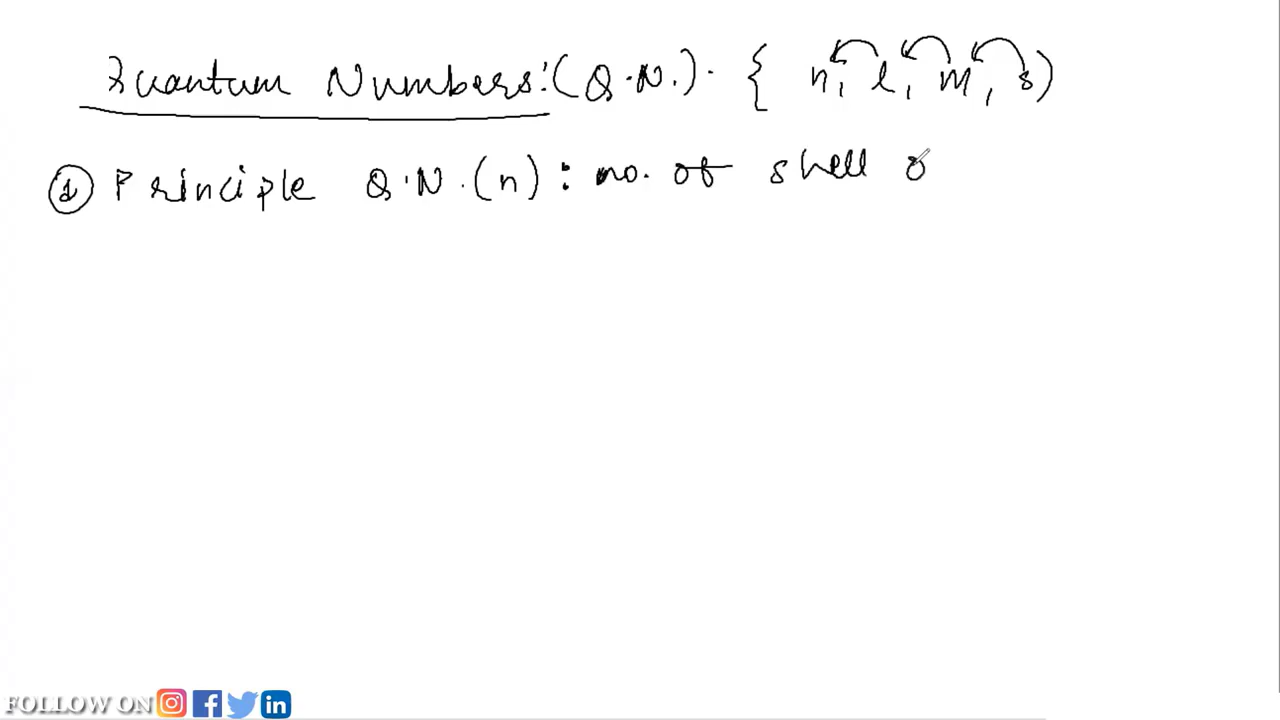 Quantum Numbers:(Q.N.). { n, l, m, s)
① Principle Q.N.(n): no. of shell o
FOLLOW ON